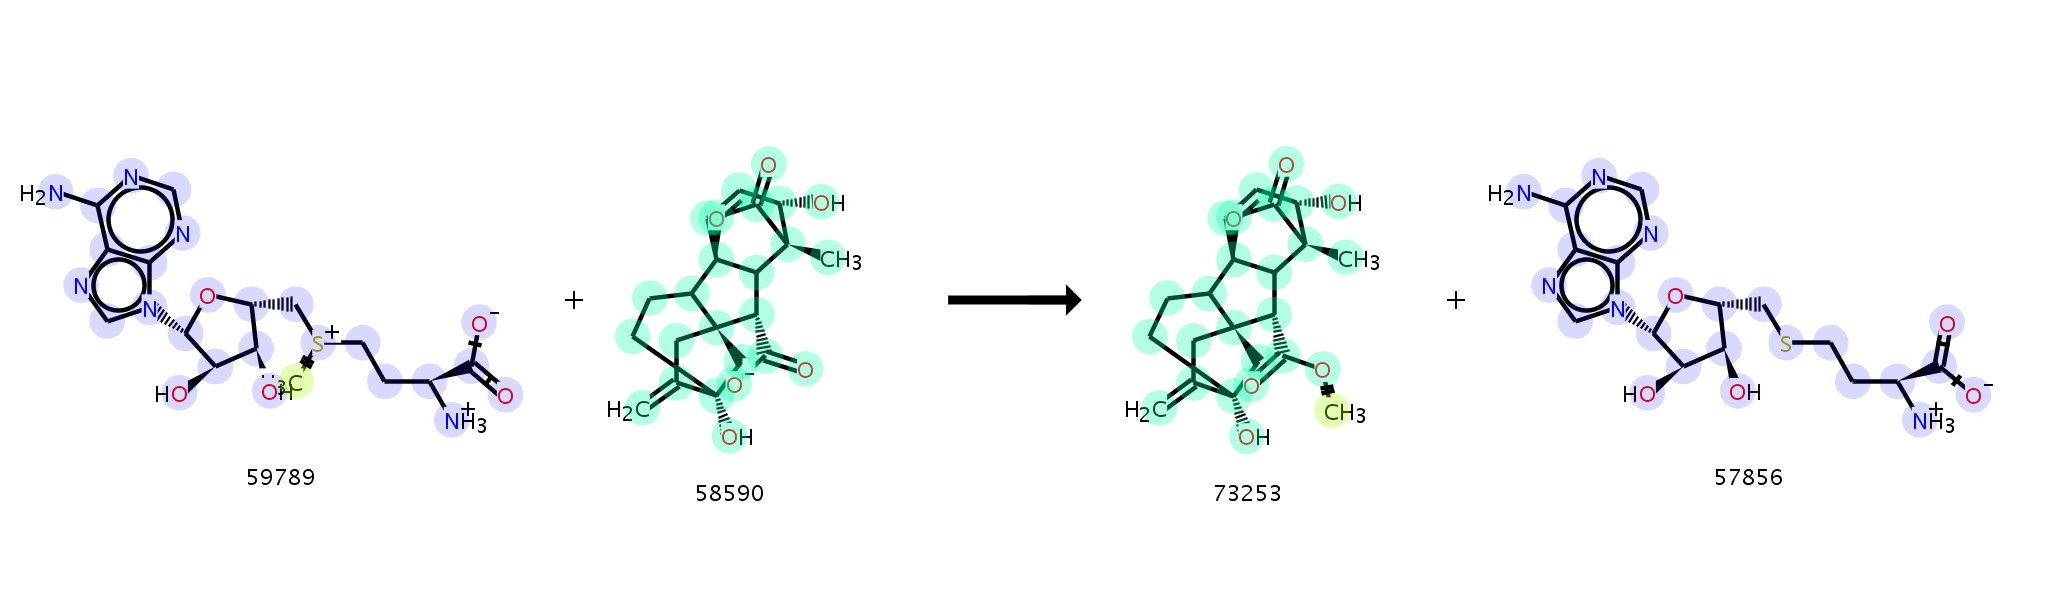 H2N N N N N O S+ O- O NH3+ HO OH 3C
+
O O OH CH3 O O- H2C OH
O O OH CH3 O O CH3 H2C OH
+
H2N N N N N O S O O- NH3+ HO OH
59789
58590
73253
57856